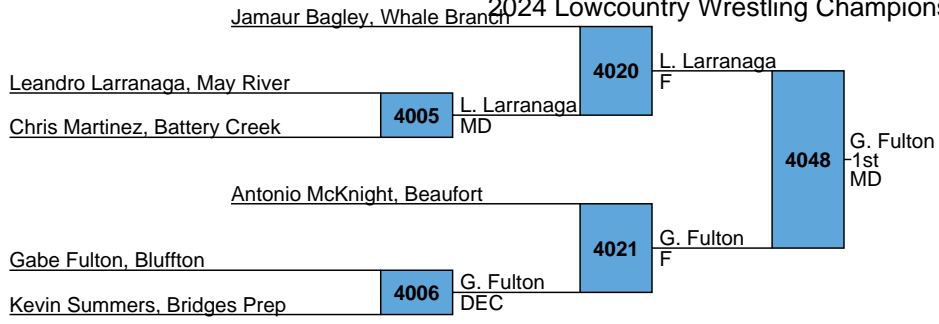 2024 Lowcountry Wrestling Champions
Jamaur Bagley, Whale Branch
4020
L. Larranaga
F
Leandro Larranaga, May River
4005
L. Larranaga
MD
Chris Martinez, Battery Creek
4048
G. Fulton
1st
MD
Antonio McKnight, Beaufort
4021
G. Fulton
F
Gabe Fulton, Bluffton
4006
G. Fulton
DEC
Kevin Summers, Bridges Prep